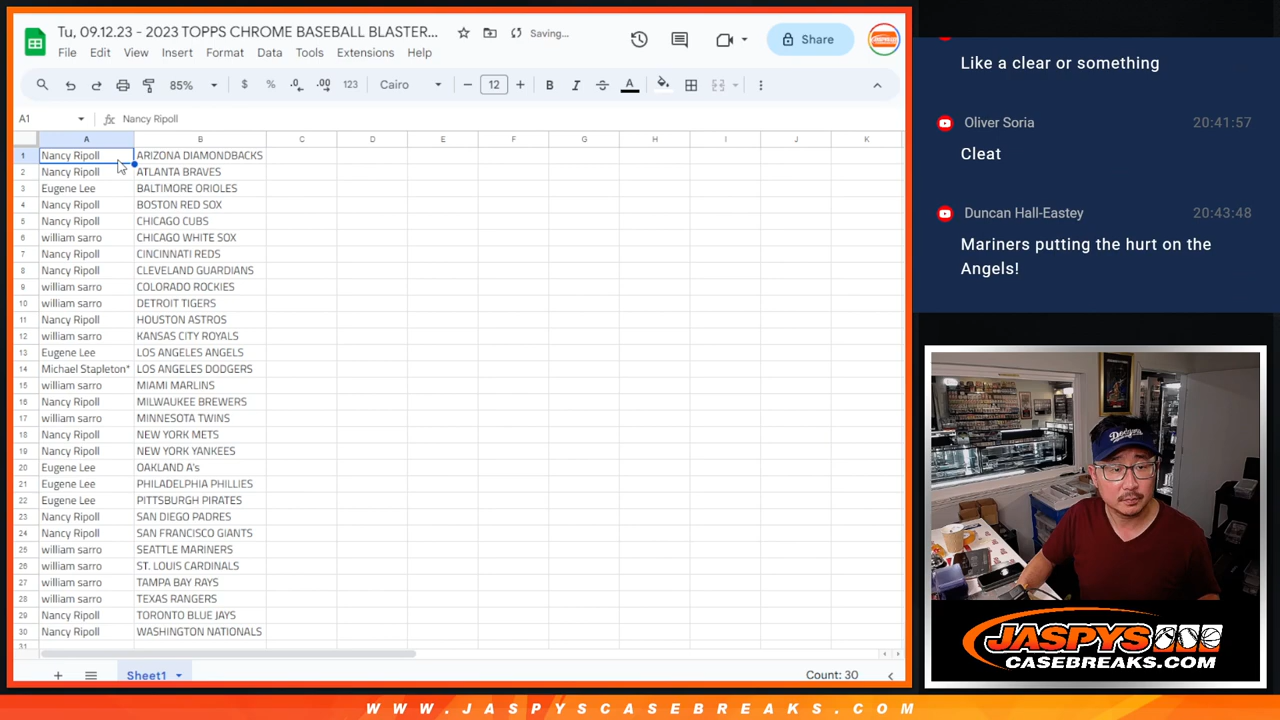 Tu, 09.12.23 - 2023 TOPPS CHROME BASEBALL BLASTER...
Saving...
File Edit View Insert Format Data Tools Extensions Help
Share
85% $ % .0 .00 123 Cairo 12 B I S A
A1 fx Nancy Ripoll
A B C D E F G H I J K
1 Nancy Ripoll ARIZONA DIAMONDBACKS
2 Nancy Ripoll ATLANTA BRAVES
3 Eugene Lee BALTIMORE ORIOLES
4 Nancy Ripoll BOSTON RED SOX
5 Nancy Ripoll CHICAGO CUBS
6 william sarro CHICAGO WHITE SOX
7 Nancy Ripoll CINCINNATI REDS
8 Nancy Ripoll CLEVELAND GUARDIANS
9 william sarro COLORADO ROCKIES
10 william sarro DETROIT TIGERS
11 Nancy Ripoll HOUSTON ASTROS
12 william sarro KANSAS CITY ROYALS
13 Eugene Lee LOS ANGELES ANGELS
14 Michael Stapleton* LOS ANGELES DODGERS
15 william sarro MIAMI MARLINS
16 Nancy Ripoll MILWAUKEE BREWERS
17 william sarro MINNESOTA TWINS
18 Nancy Ripoll NEW YORK METS
19 Nancy Ripoll NEW YORK YANKEES
20 Eugene Lee OAKLAND A's
21 Eugene Lee PHILADELPHIA PHILLIES
22 Eugene Lee PITTSBURGH PIRATES
23 Nancy Ripoll SAN DIEGO PADRES
24 Nancy Ripoll SAN FRANCISCO GIANTS
25 william sarro SEATTLE MARINERS
26 william sarro ST. LOUIS CARDINALS
27 william sarro TAMPA BAY RAYS
28 william sarro TEXAS RANGERS
29 Nancy Ripoll TORONTO BLUE JAYS
30 Nancy Ripoll WASHINGTON NATIONALS
31
Sheet1
Count: 30
Like a clear or something
Oliver Soria 20:41:57
Cleat
Duncan Hall-Eastey 20:43:48
Mariners putting the hurt on the
Angels!
Dodgers
JASPYS
CASEBREAKS.COM
WWW.JASPYSCASEBREAKS.COM